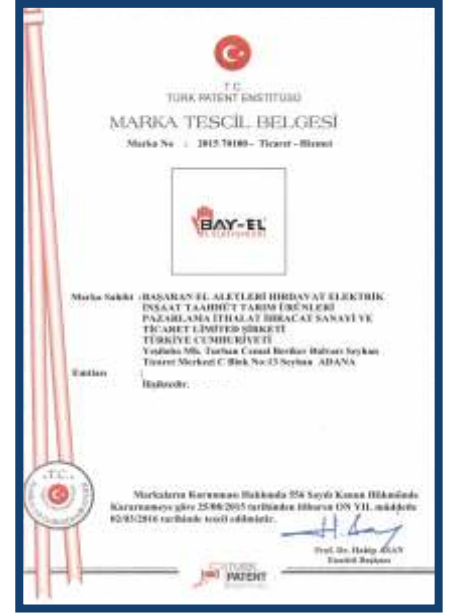 T.C.
TÜRK PATENT ENSTİTÜSÜ
MARKA TESCİL BELGESİ
Marka No : 2015 70100 - Ticaret - Hizmet
BAY-EL
Marka Sahibi : BAŞARAN EL ALETLERİ HIRDAVAT ELEKTRİK
İNŞAAT TAAHHÜT TARIM ÜRÜNLERİ
PAZARLAMA İTHALAT İHRACAT SANAYİ VE
TİCARET LİMİTED ŞİRKETİ
TÜRKİYE CUMHURİYETİ
Yeşiloba Mh. Turhan Cemal Beriker Bulvarı Seyhan
Ticaret Merkezi C Blok No:13 Seyhan ADANA
:
T.C.
Markaların Korunması Hakkında 556 Sayılı Kanun Hükmünde
Kararnameye göre 25/08/2015 tarihinden itibaren ON YIL müddetle
02/03/2016 tarihinde tescil edilmiştir.
Prof. Dr. Habip ASAN
Enstitü Başkanı
TÜRK
PATENT